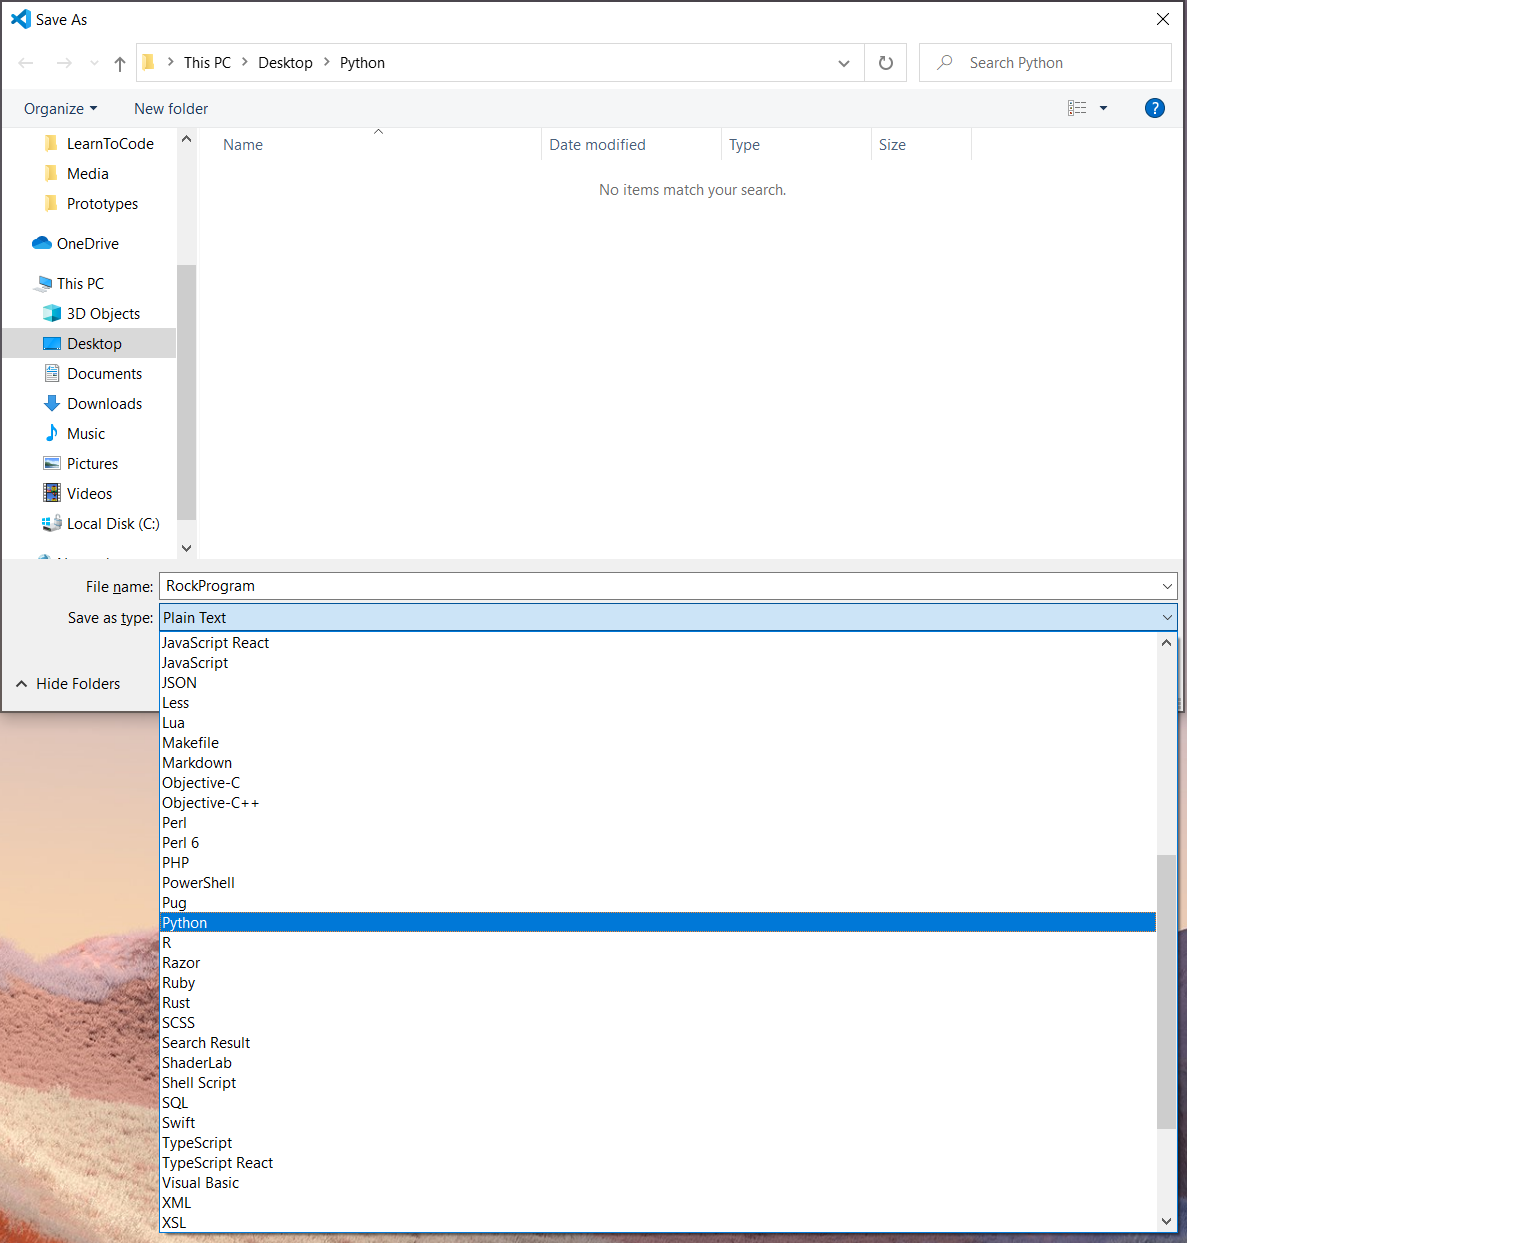 Save As
This PC Desktop Python
Search Python
Organize New folder
?
LearnToCode
Media
Prototypes
OneDrive
This PC
3D Objects
Desktop
Documents
Downloads
Music
Pictures
Videos
Local Disk (C:)
Name Date modified Type Size
No items match your search.
File name: RockProgram
Save as type: Plain Text
Hide Folders
JavaScript React
JavaScript
JSON
Less
Lua
Makefile
Markdown
Objective-C
Objective-C++
Perl
Perl 6
PHP
PowerShell
Pug
Python
R
Razor
Ruby
Rust
SCSS
Search Result
ShaderLab
Shell Script
SQL
Swift
TypeScript
TypeScript React
Visual Basic
XML
XSL